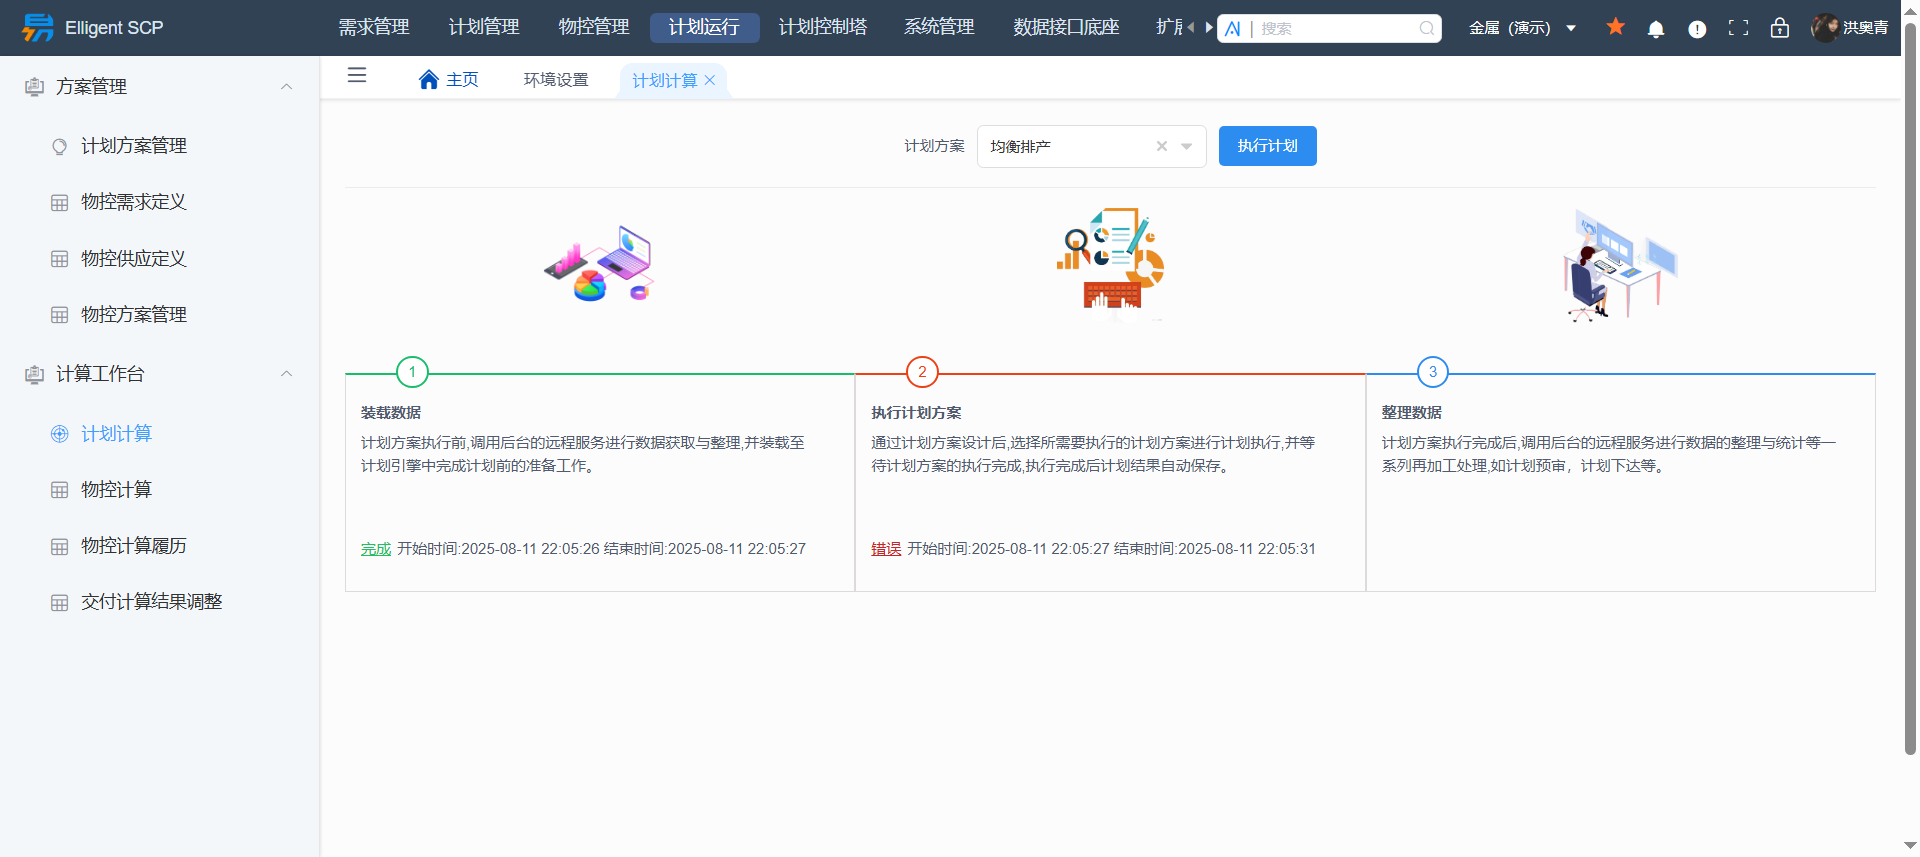 Elligent SCP
需求管理 计划管理 物控管理 计划运行 计划控制塔 系统管理 数据接口底座
搜索
金属（演示）
洪奥青
主页 环境设置 计划计算
方案管理
计划方案管理
物控需求定义
物控供应定义
物控方案管理
计算工作台
计划计算
物控计算
物控计算履历
交付计算结果调整
计划方案 均衡排产 执行计划
1
装载数据
计划方案执行前,调用后台的远程服务进行数据获取与整理,并装载至
计划引擎中完成计划前的准备工作。
完成 开始时间:2025-08-11 22:05:26 结束时间:2025-08-11 22:05:27
2
执行计划方案
通过计划方案设计后,选择所需要执行的计划方案进行计划执行,并等
待计划方案的执行完成,执行完成后计划结果自动保存。
错误 开始时间:2025-08-11 22:05:27 结束时间:2025-08-11 22:05:31
3
整理数据
计划方案执行完成后,调用后台的远程服务进行数据的整理与统计等一
系列再加工处理,如计划预审，计划下达等。